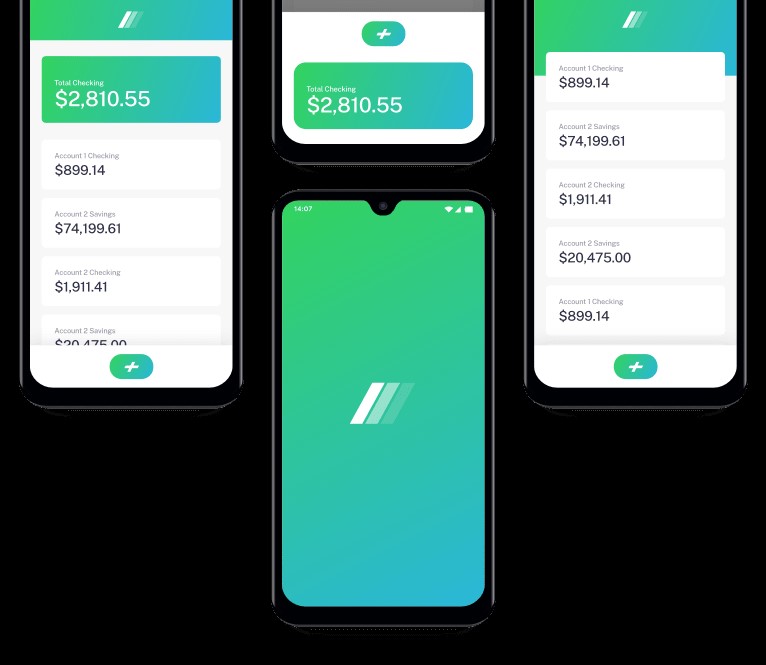 Total Checking
$2,810.55
Account 1 Checking
$899.14
Account 2 Savings
$74,199.61
Account 2 Checking
$1,911.41
Account 2 Savings
$20,475.00
Total Checking
$2,810.55
14:07
Account 1 Checking
$899.14
Account 2 Savings
$74,199.61
Account 2 Checking
$1,911.41
Account 2 Savings
$20,475.00
Account 1 Checking
$899.14